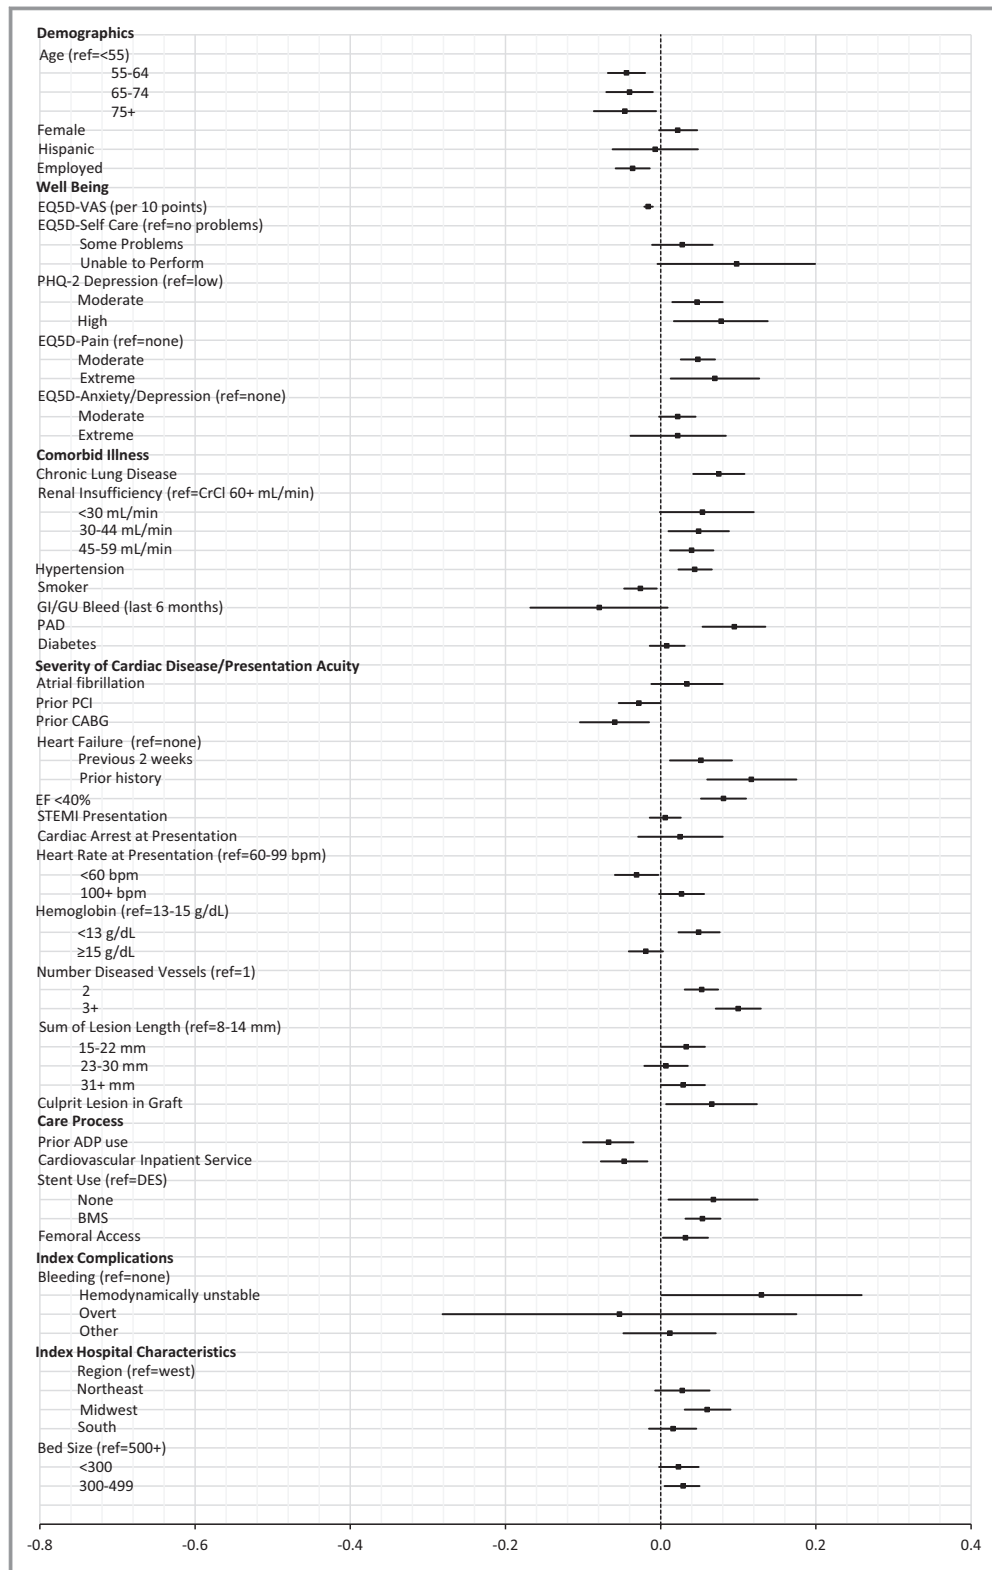 Demographics
Age (ref=<55)
55-64
65-74
75+
Female
Hispanic
Employed
Well Being
EQ5D-VAS (per 10 points)
EQ5D-Self Care (ref=no problems)
Some Problems
Unable to Perform
PHQ-2 Depression (ref=low)
Moderate
High
EQ5D-Pain (ref=none)
Moderate
Extreme
EQ5D-Anxiety/Depression (ref=none)
Moderate
Extreme
Comorbid Illness
Chronic Lung Disease
Renal Insufficiency (ref=CrCl 60+ mL/min)
<30 mL/min
30-44 mL/min
45-59 mL/min
Hypertension
Smoker
GI/GU Bleed (last 6 months)
PAD
Diabetes
Severity of Cardiac Disease/Presentation Acuity
Atrial fibrillation
Prior PCI
Prior CABG
Heart Failure (ref=none)
Previous 2 weeks
Prior history
EF <40%
STEMI Presentation
Cardiac Arrest at Presentation
Heart Rate at Presentation (ref=60-99 bpm)
<60 bpm
100+ bpm
Hemoglobin (ref=13-15 g/dL)
<13 g/dL
≥15 g/dL
Number Diseased Vessels (ref=1)
2
3+
Sum of Lesion Length (ref=8-14 mm)
15-22 mm
23-30 mm
31+ mm
Culprit Lesion in Graft
Care Process
Prior ADP use
Cardiovascular Inpatient Service
Stent Use (ref=DES)
None
BMS
Femoral Access
Index Complications
Bleeding (ref=none)
Hemodynamically unstable
Overt
Other
Index Hospital Characteristics
Region (ref=west)
Northeast
Midwest
South
Bed Size (ref=500+)
<300
300-499
-0.8 -0.6 -0.4 -0.2 0.0 0.2 0.4